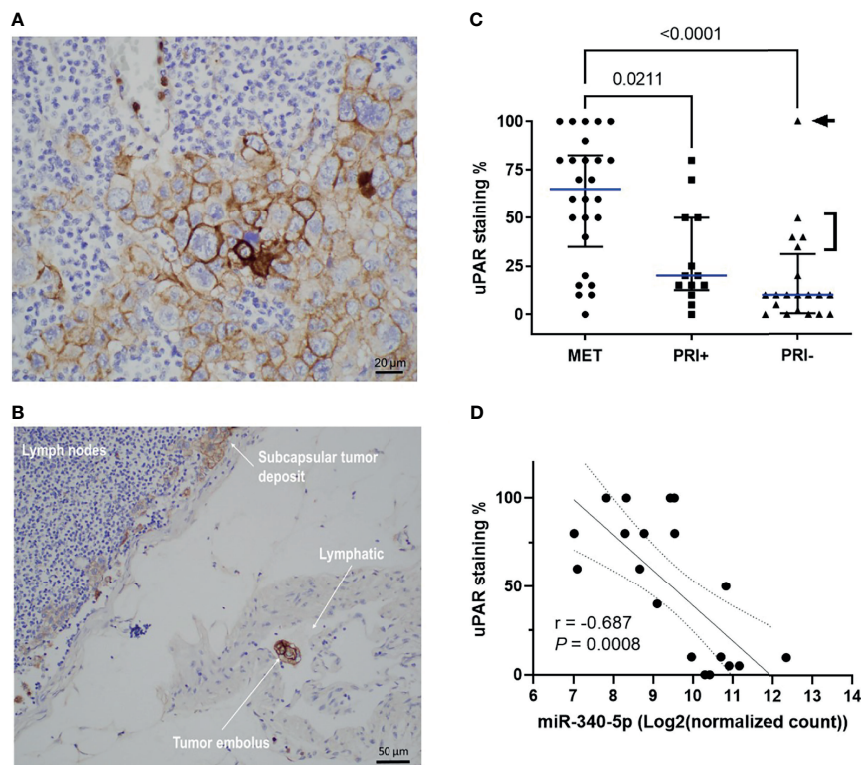 A
20 µm
B
Lymph nodes
Subcapsular tumor
deposit
Lymphatic
Tumor embolus
50 µm
C
<0.0001
0.0211
uPAR staining %
100
75
50
25
0
MET PRI+ PRI-
D
uPAR staining %
100
50
0
r = -0.687
P = 0.0008
6 7 8 9 10 11 12 13 14
miR-340-5p (Log2(normalized count))